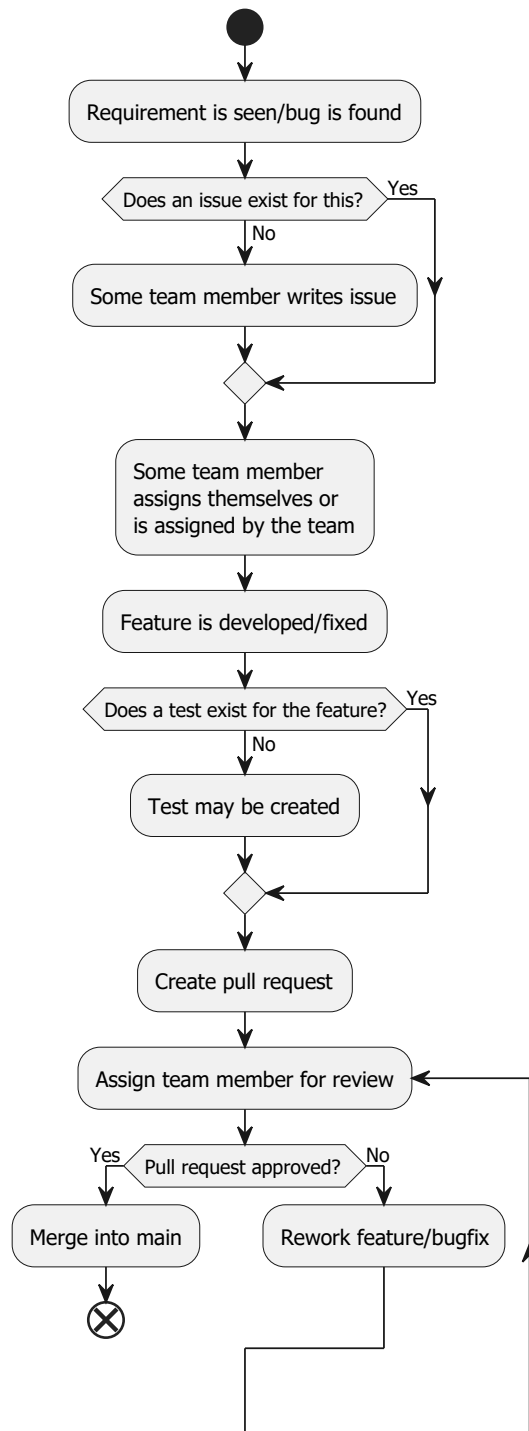 Requirement is seen/bug is found
Does an issue exist for this?
Yes
No
Some team member writes issue
Some team member
assigns themselves or
is assigned by the team
Feature is developed/fixed
Does a test exist for the feature?
Yes
No
Test may be created
Create pull request
Assign team member for review
Yes
Pull request approved?
No
Merge into main
Rework feature/bugfix